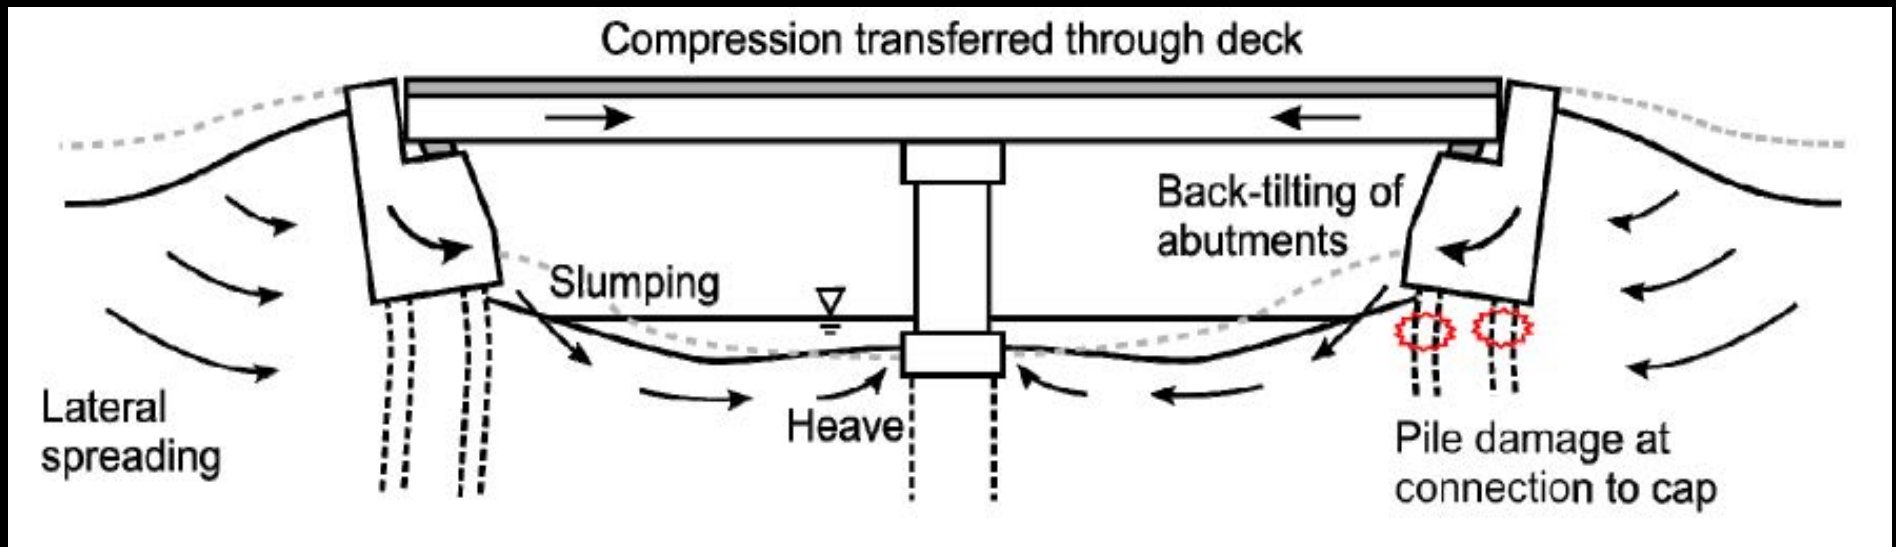 Compression transferred through deck
Back-tilting of
abutments
Slumping
Heave
Lateral
spreading
Pile damage at
connection to cap